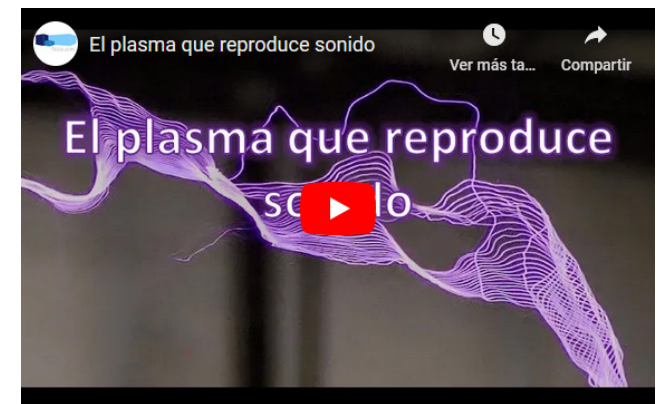 El plasma que reproduce sonido
Ver más ta...
Compartir
El plasma que reproduce